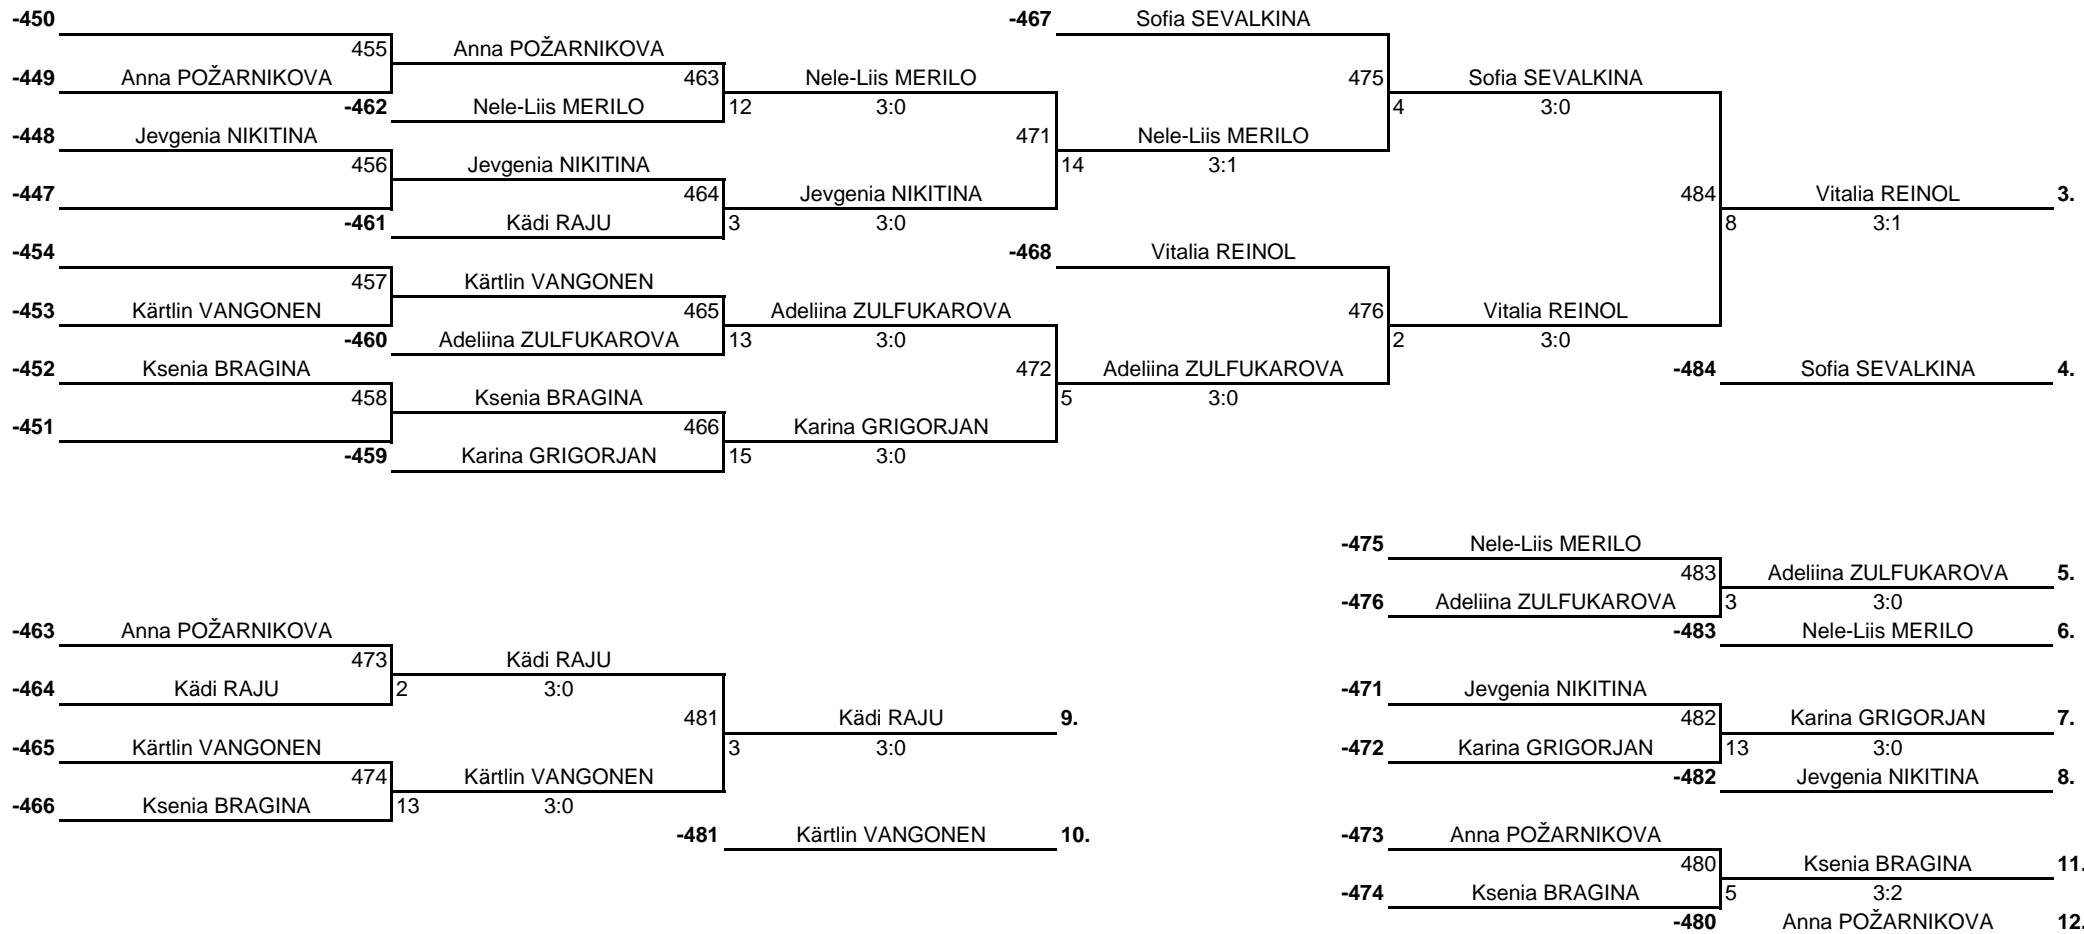 -450 -467 Sofia SEVALKINA
455 Anna POŽARNIKOVA
-449 Anna POŽARNIKOVA 463 Nele-Liis MERILO 475 Sofia SEVALKINA
-462 Nele-Liis MERILO 12 3:0 4 3:0
-448 Jevgenia NIKITINA 471 Nele-Liis MERILO
456 Jevgenia NIKITINA 14 3:1
-447 464 Jevgenia NIKITINA 484 Vitalia REINOL 3.
-461 Kädi RAJU 3 3:0 8 3:1
-454 -468 Vitalia REINOL
457 Kärtlin VANGONEN
-453 Kärtlin VANGONEN 465 Adeliina ZULFUKAROVA 476 Vitalia REINOL
-460 Adeliina ZULFUKAROVA 13 3:0 2 3:0
-452 Ksenia BRAGINA 472 Adeliina ZULFUKAROVA -484 Sofia SEVALKINA 4.
458 Ksenia BRAGINA 5 3:0
-451 466 Karina GRIGORJAN
-459 Karina GRIGORJAN 15 3:0
-475 Nele-Liis MERILO
483 Adeliina ZULFUKAROVA 5.
-476 Adeliina ZULFUKAROVA 3 3:0
-463 Anna POŽARNIKOVA -483 Nele-Liis MERILO 6.
473 Kädi RAJU
-464 Kädi RAJU 2 3:0 -471 Jevgenia NIKITINA
481 Kädi RAJU 9. 482 Karina GRIGORJAN 7.
-465 Kärtlin VANGONEN 3 3:0 -472 Karina GRIGORJAN 13 3:0
474 Kärtlin VANGONEN -482 Jevgenia NIKITINA 8.
-466 Ksenia BRAGINA 13 3:0
-481 Kärtlin VANGONEN 10. -473 Anna POŽARNIKOVA
480 Ksenia BRAGINA 11.
-474 Ksenia BRAGINA 5 3:2
-480 Anna POŽARNIKOVA 12.